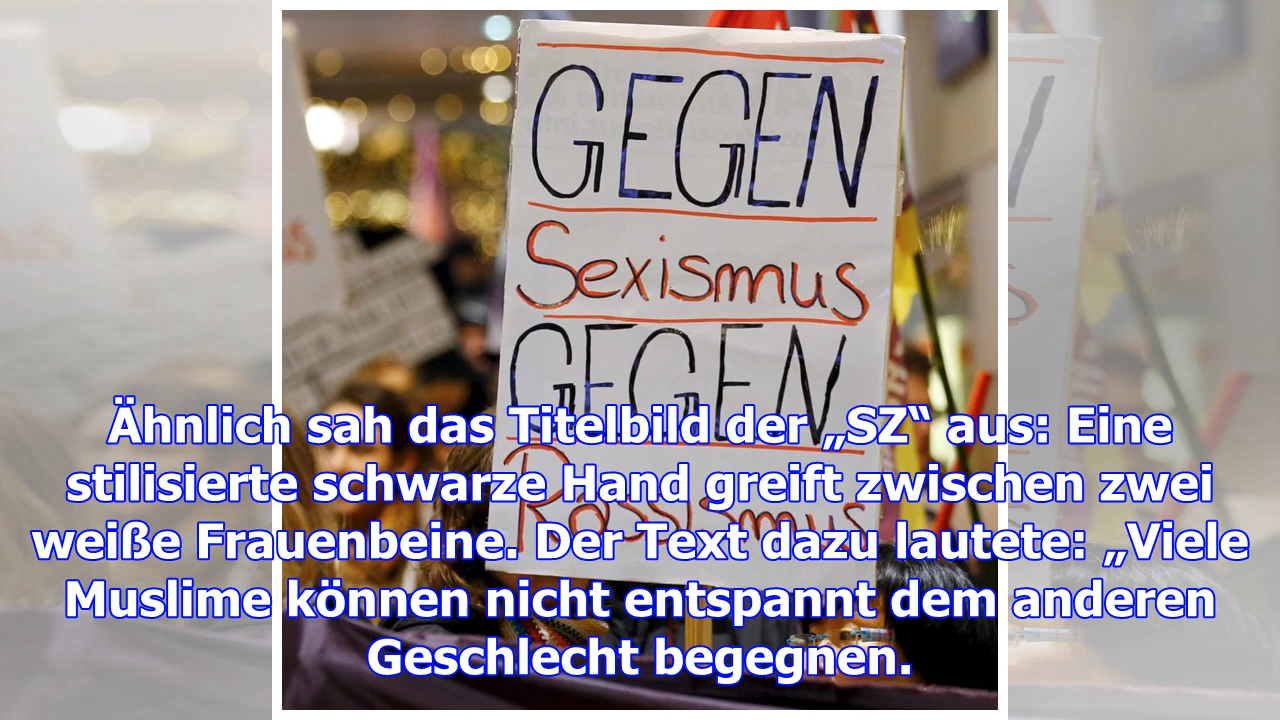 GEGEN
Sexismus
GEGEN
Rassismus
Ähnlich sah das Titelbild der „SZ“ aus: Eine
stilisierte schwarze Hand greift zwischen zwei
weiße Frauenbeine. Der Text dazu lautete: „Viele
Muslime können nicht entspannt dem anderen
Geschlecht begegnen.